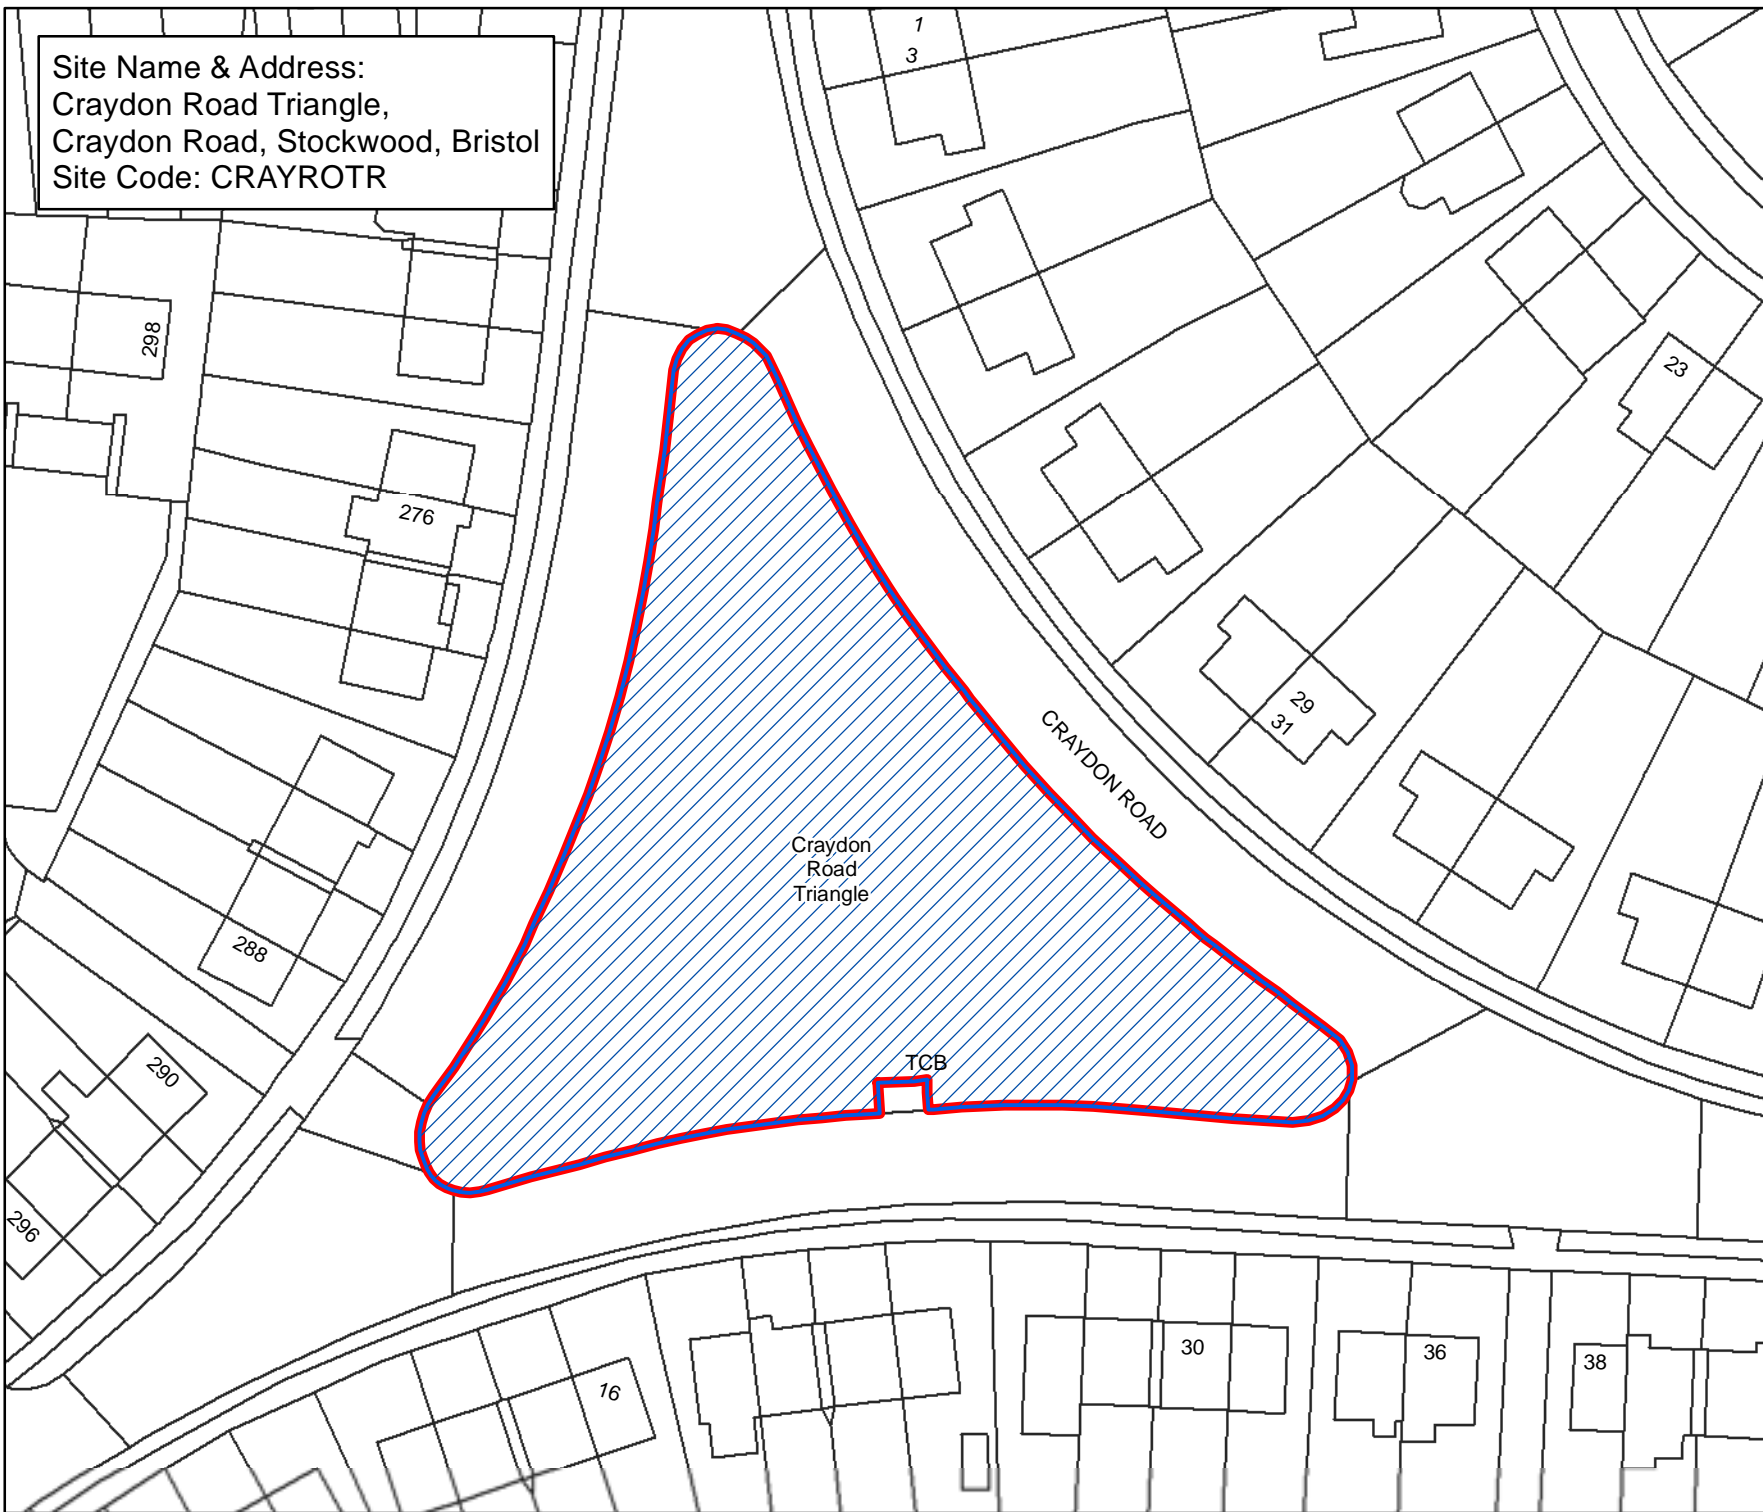 Site Name & Address:
Craydon Road Triangle,
Craydon Road, Stockwood, Bristol
Site Code: CRAYROTR
1
3
298
23
276
29
31
CRAYDON ROAD
Craydon
Road
Triangle
288
TCB
290
296
30
36
38
16